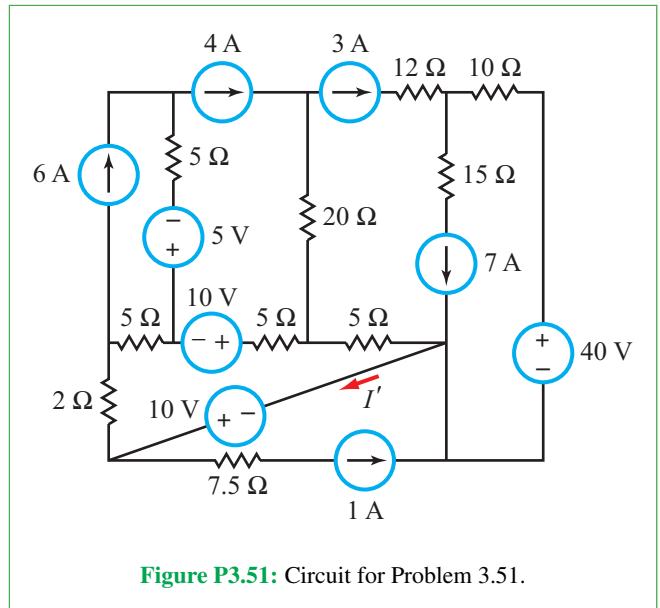 4 A
3 A
12 Ω 10 Ω
6 A
5 Ω
15 Ω
20 Ω
−
+
5 V
7 A
10 V
5 Ω
− +
5 Ω
5 Ω
+
−
40 V
2 Ω
10 V
+ −
I′
7.5 Ω
1 A
Figure P3.51: Circuit for Problem 3.51.